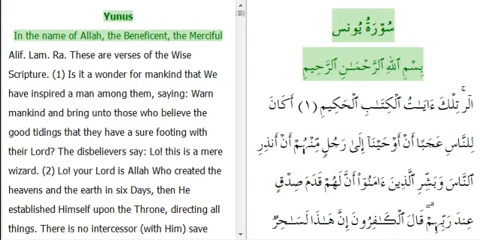 Yunus
In the name of Allah, the Beneficent, the Merciful
Alif. Lam. Ra. These are verses of the Wise
Scripture. (1) Is it a wonder for mankind that We
have inspired a man among them, saying: Warn
mankind and bring unto those who believe the
good tidings that they have a sure footing with
their Lord? The disbelievers say: Lo! this is a mere
wizard. (2) Lo! your Lord is Allah Who created the
heavens and the earth in six Days, then He
established Himself upon the Throne, directing all
things. There is no intercessor (with Him) save
سُورَةُ يُونس
بِسْمِ ٱللَّهِ ٱلرَّحْمَـٰنِ ٱلرَّحِيمِ
الٓر ۚ تِلْكَ ءَايَـٰتُ ٱلْكِتَـٰبِ ٱلْحَكِيمِ (١) أَكَانَ
لِلنَّاسِ عَجَبًا أَنْ أَوْحَيْنَآ إِلَىٰ رَجُلٍ مِّنْهُمْ أَنْ أَنذِرِ
ٱلنَّاسَ وَبَشِّرِ ٱلَّذِينَ ءَامَنُوٓا۟ أَنَّ لَهُمْ قَدَمَ صِدْقٍ
عِندَ رَبِّهِمْ ۗ قَالَ ٱلْكَـٰفِرُونَ إِنَّ هَـٰذَا لَسَـٰحِرٌ